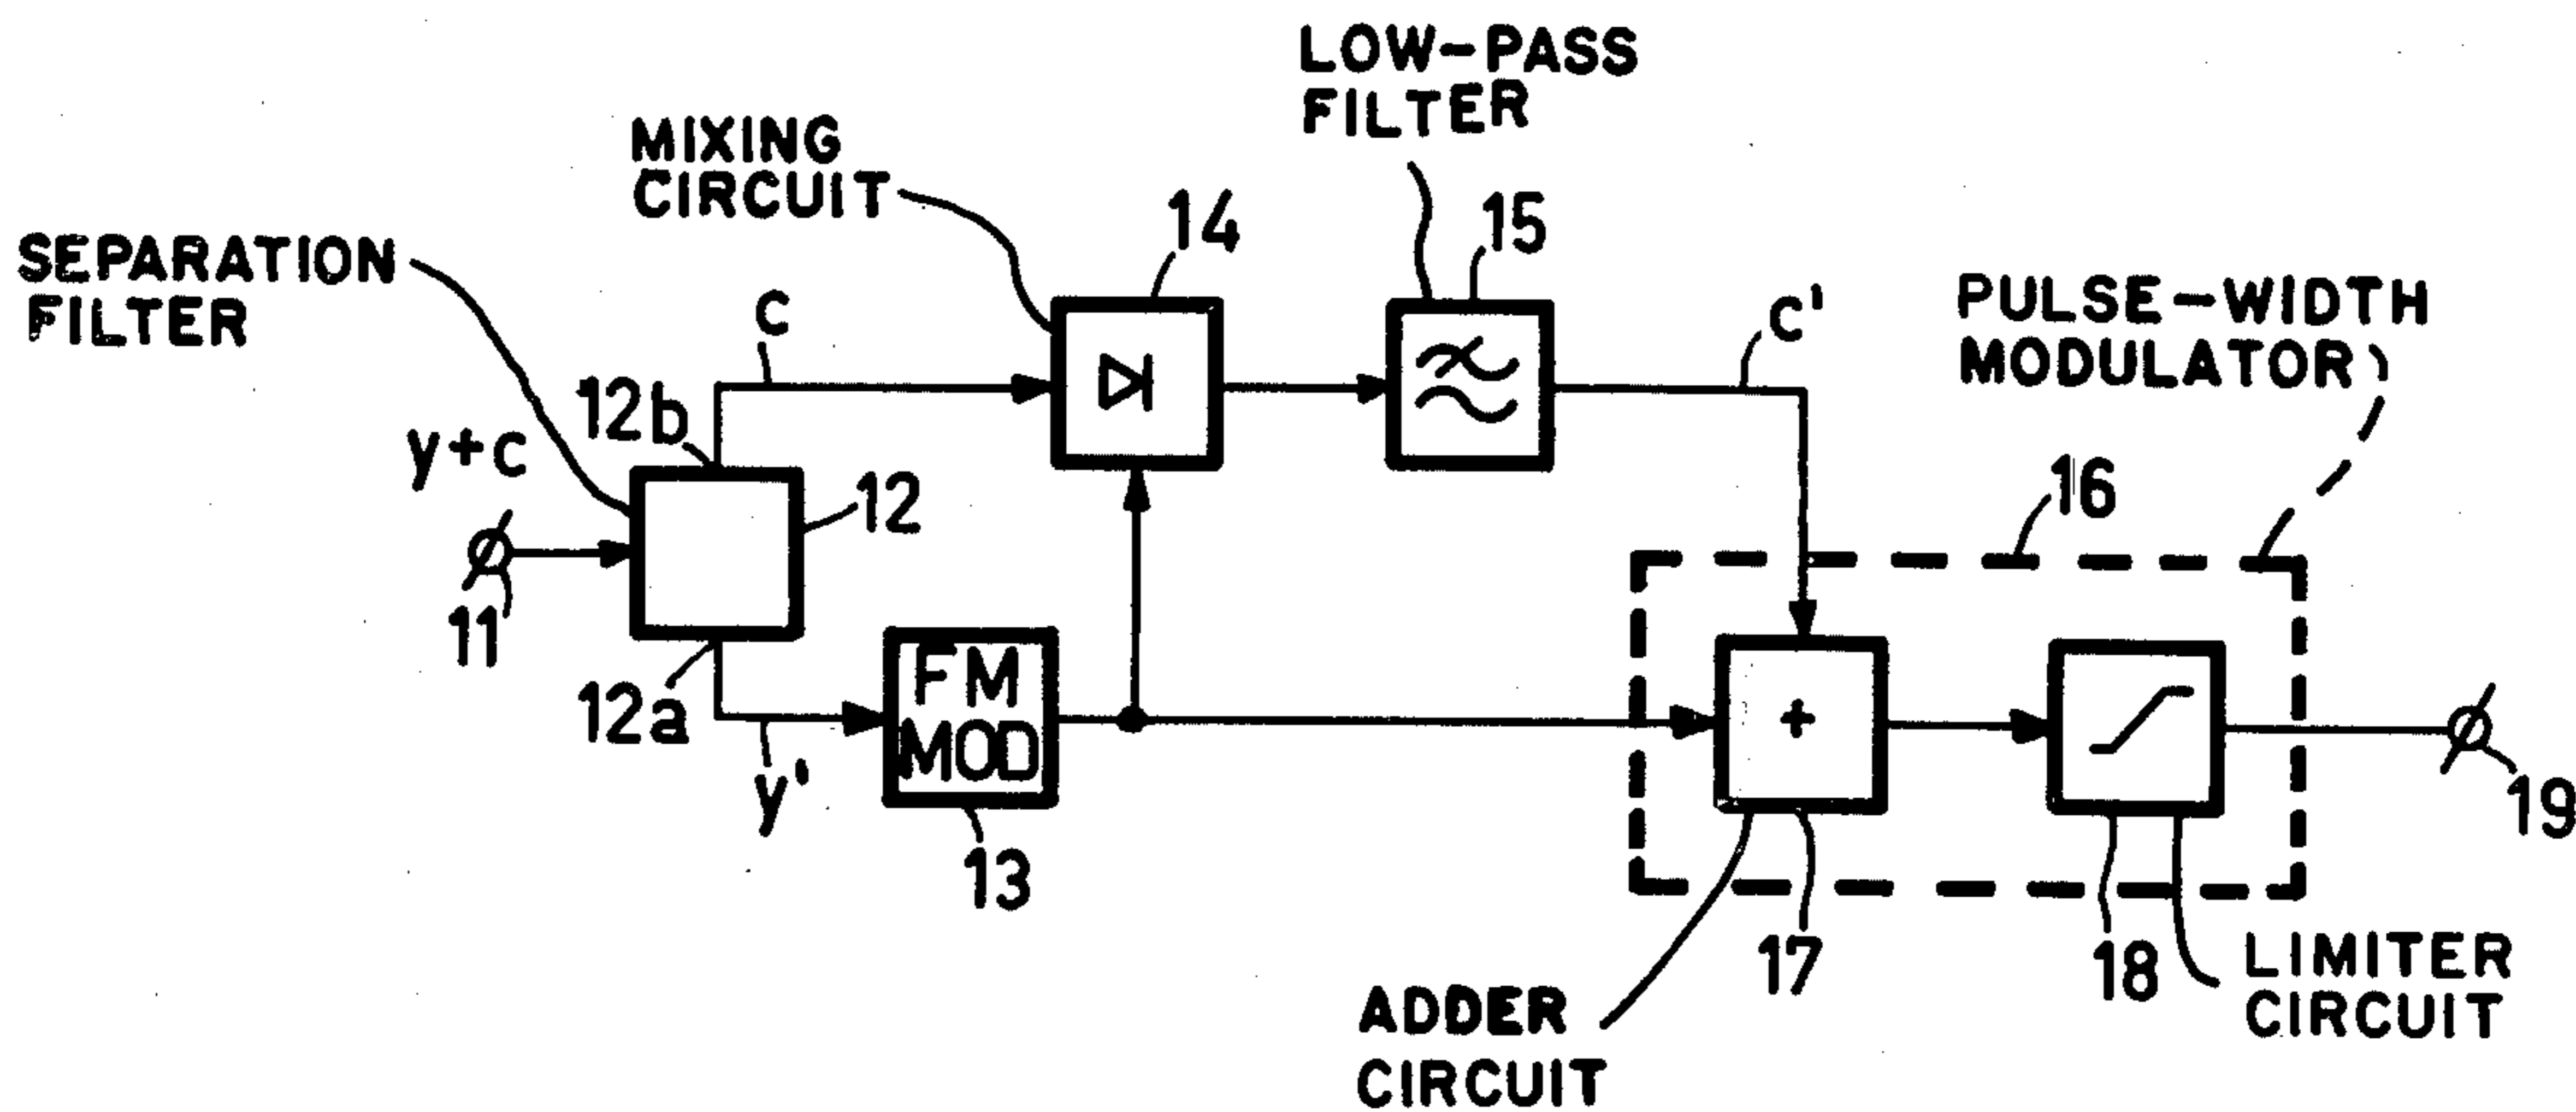 LOW-PASS
FILTER
MIXING
CIRCUIT
14
15
SEPARATION
FILTER
c
c'
PULSE-WIDTH
MODULATOR
12b
y+c
12
16
11
12a
y'
FM
MOD
13
+
19
17
18
ADDER
CIRCUIT
LIMITER
CIRCUIT